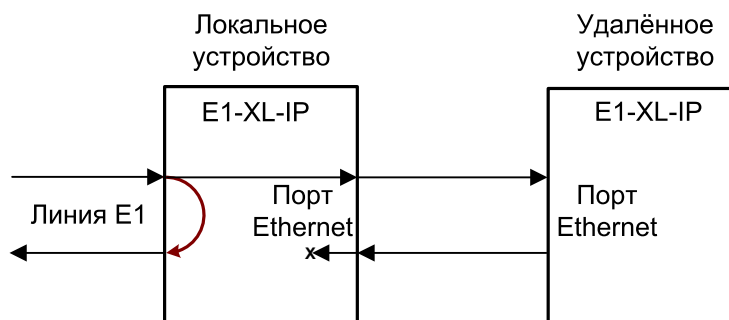 Локальное
устройство
Удалённое
устройство
E1-XL-IP
E1-XL-IP
Линия E1
Порт
Ethernet
x
Порт
Ethernet